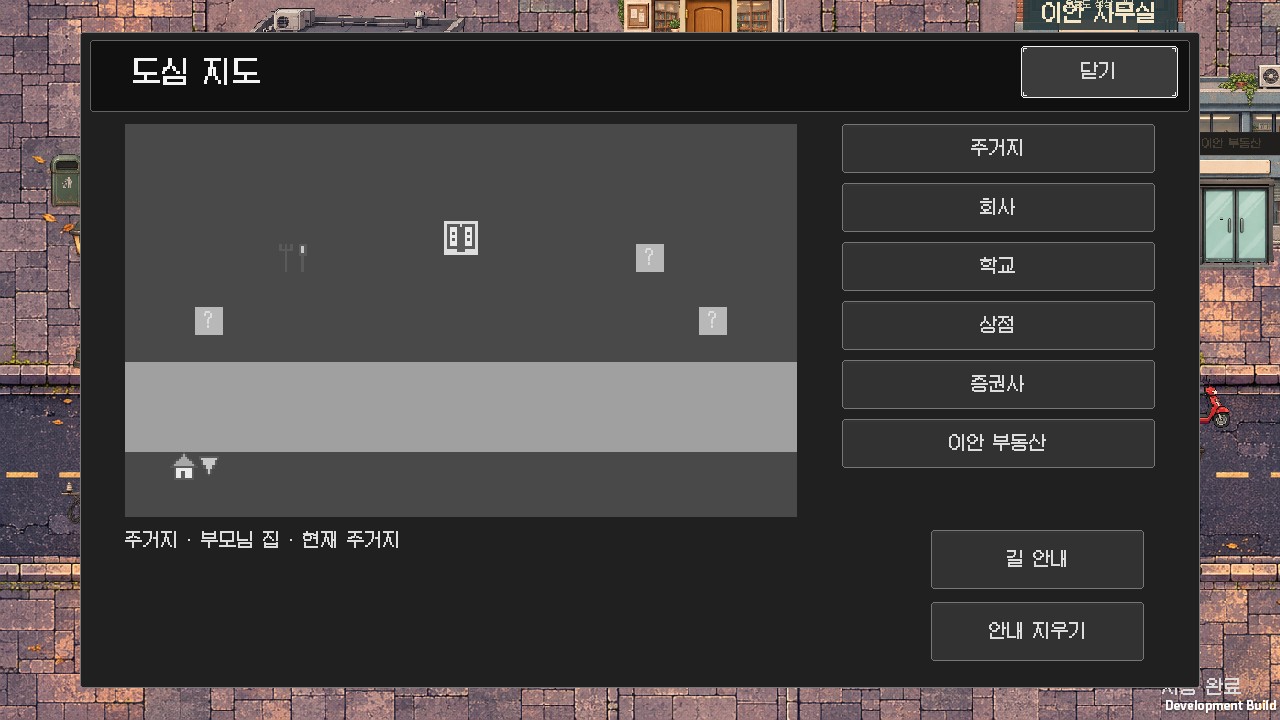 이안 사무실
도심 지도
닫기
주거지
회사
이안 부동산
학교
?
?
?
상점
증권사
이안 부동산
주거지 · 부모님 집 · 현재 주거지
길 안내
안내 지우기
완료
Development Build